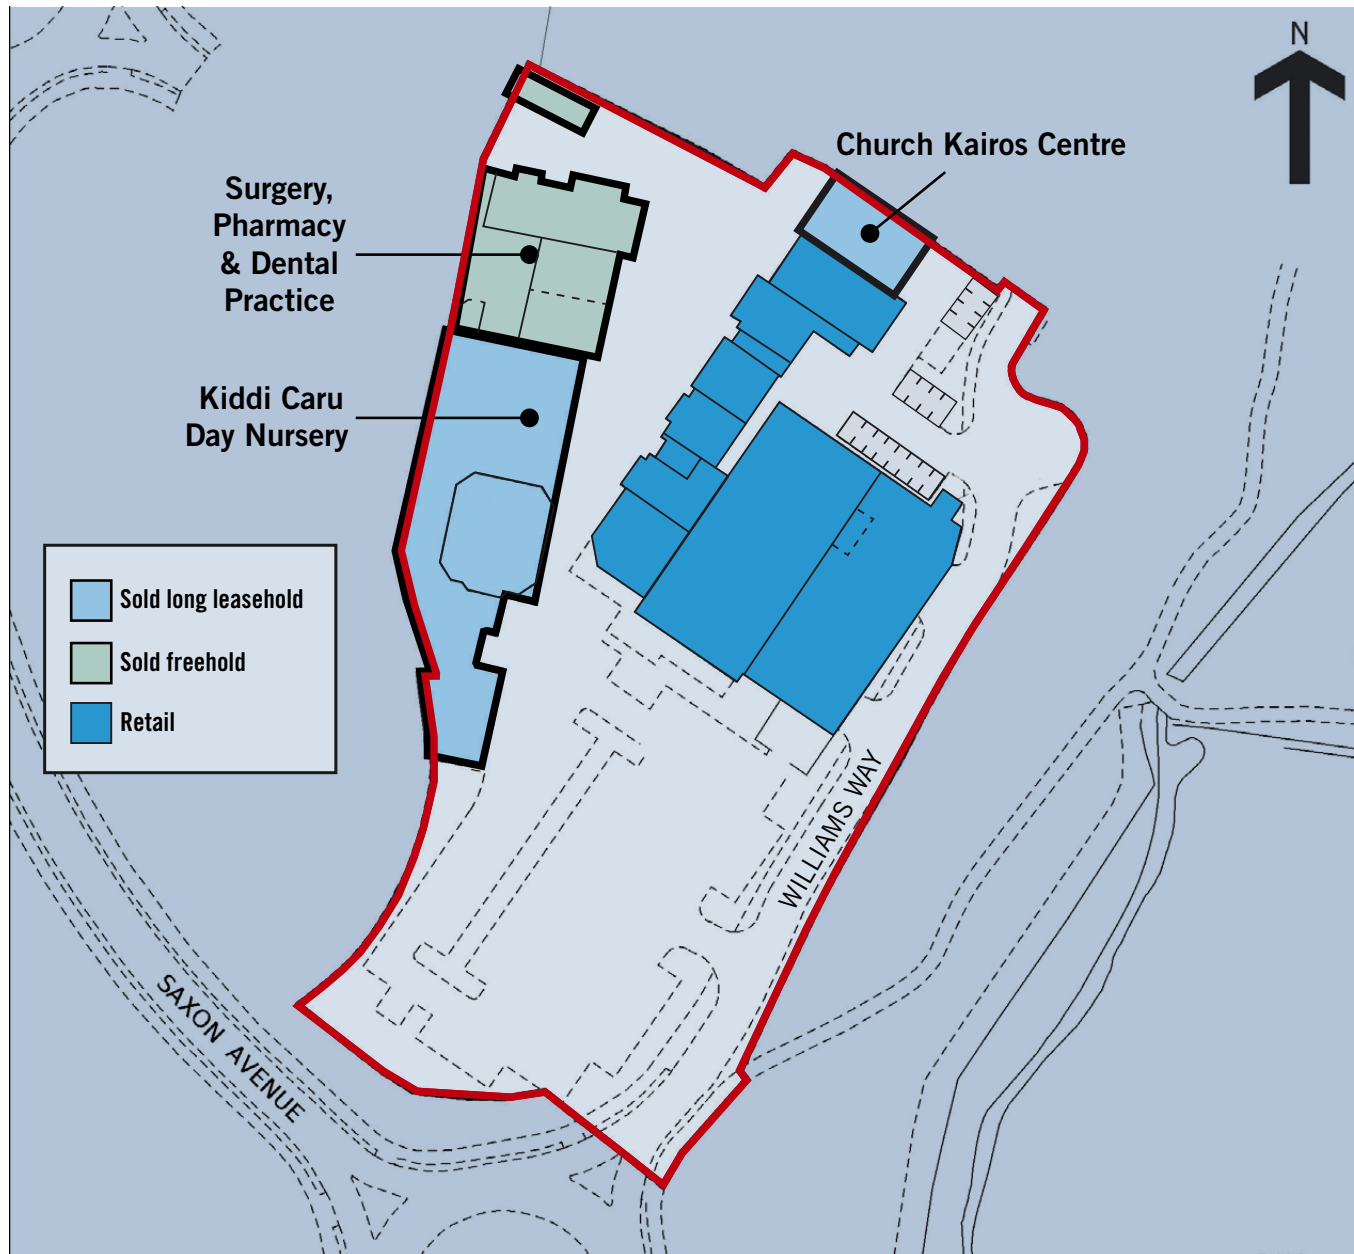 N
Church Kairos Centre
Surgery,
Pharmacy
& Dental
Practice
Kiddi Caru
Day Nursery
Sold long leasehold
Sold freehold
Retail
WILLIAMS WAY
SAXON AVENUE